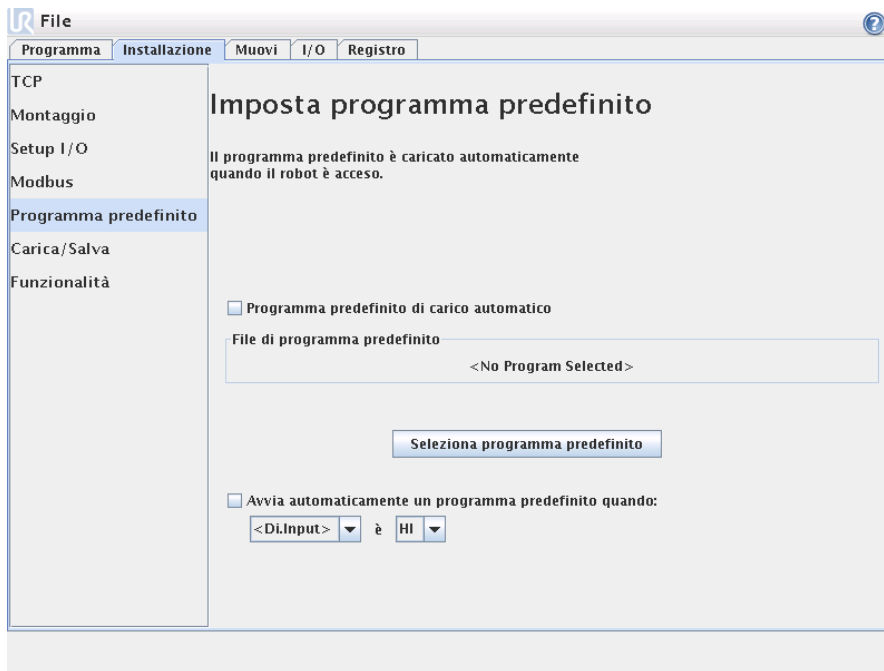 UR File
?
Programma Installazione Muovi I/O Registro
TCP
Montaggio
Setup I/O
Modbus
Programma predefinito
Carica/Salva
Funzionalità
Imposta programma predefinito
Il programma predefinito è caricato automaticamente
quando il robot è acceso.
Programma predefinito di carico automatico
File di programma predefinito
<No Program Selected>
Seleziona programma predefinito
Avvia automaticamente un programma predefinito quando:
<Di.Input> è HI